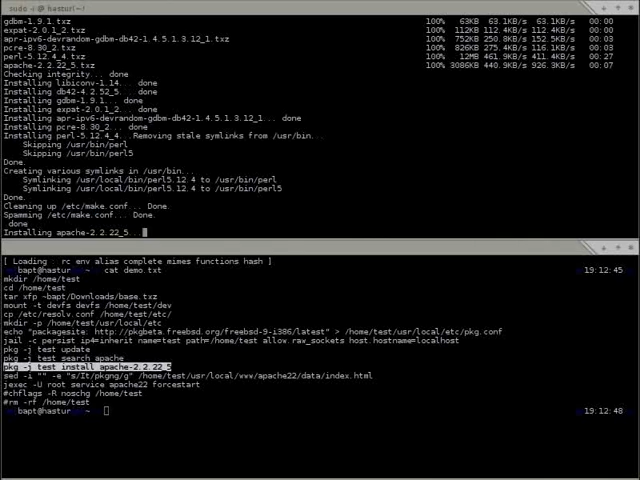 sudo -i @ hastur(~)
gdbm-1.9.1.txz 100% 63KB 63.1KB/s 63.1KB/s 00:00
expat-2.0.1_2.txz 100% 112KB 112.4KB/s 112.4KB/s 00:00
apr-ipv6-devrandom-gdbm-db42-1.4.5.1.3.12_1.txz 100% 752KB 250.8KB/s 152.5KB/s 00:03
pcre-8.30_2.txz 100% 826KB 275.4KB/s 116.1KB/s 00:03
perl-5.12.4_4.txz 100% 12MB 461.9KB/s 411.4KB/s 00:27
apache-2.2.22_5.txz 100% 3086KB 440.9KB/s 926.3KB/s 00:07
Checking integrity... done
Installing libiconv-1.14... done
Installing db42-4.2.52_5... done
Installing gdbm-1.9.1... done
Installing expat-2.0.1_2... done
Installing apr-ipv6-devrandom-gdbm-db42-1.4.5.1.3.12_1... done
Installing pcre-8.30_2... done
Installing perl-5.12.4_4...Removing stale symlinks from /usr/bin...
Skipping /usr/bin/perl
Skipping /usr/bin/perl5
Done.
Creating various symlinks in /usr/bin...
Symlinking /usr/local/bin/perl5.12.4 to /usr/bin/perl
Symlinking /usr/local/bin/perl5.12.4 to /usr/bin/perl5
Done.
Cleaning up /etc/make.conf... Done.
Spamming /etc/make.conf... Done.
done
Installing apache-2.2.22_5...
[ Loading : rc env alias complete mimes functions hash ]
bapt@hastur ~ cat demo.txt 19:12:45
mkdir /home/test
cd /home/test
tar xfp ~bapt/Downloads/base.txz
mount -t devfs devfs /home/test/dev
cp /etc/resolv.conf /home/test/etc/
mkdir -p /home/test/usr/local/etc
echo "packagesite: http://pkgbeta.freebsd.org/freebsd-9-i386/latest" > /home/test/usr/local/etc/pkg.conf
jail -c persist ip4=inherit name=test path=/home/test allow.raw_sockets host.hostname=localhost
pkg -j test update
pkg -j test search apache
pkg -j test install apache-2.2.22_5
sed -i "" -e "s/It/pkgng/g" /home/test/usr/local/www/apache22/data/index.html
jexec -U root service apache22 forcestart
#chflags -R noschg /home/test
#rm -rf /home/test
bapt@hastur ~ 19:12:48